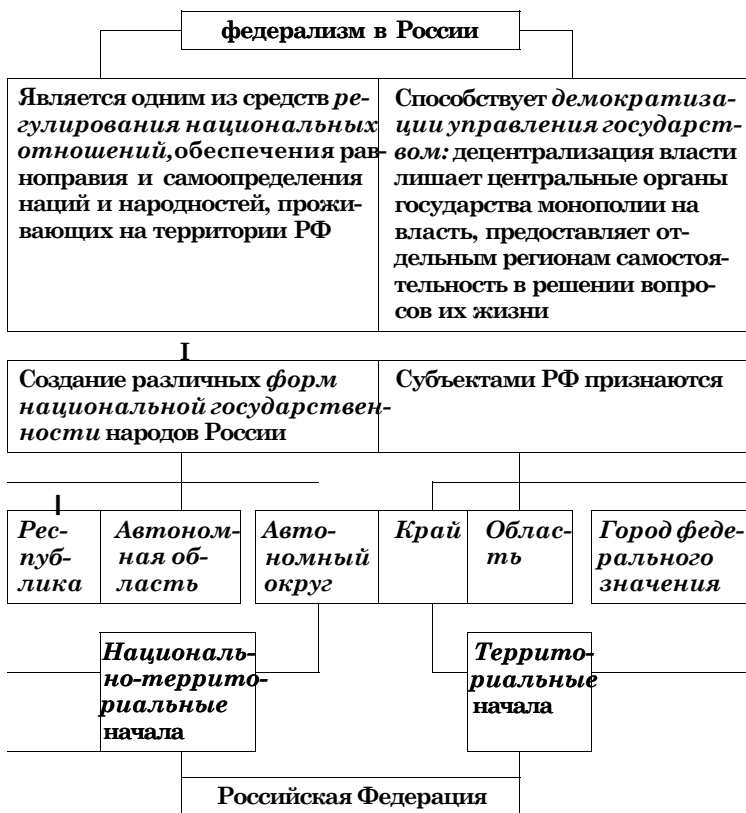 федерализм в России
Является одним из средств ре-
гулирования национальных
отношений, обеспечения рав-
ноправия и самоопределения
наций и народностей, прожи-
вающих на территории РФ
Способствует демократиза-
ции управления государст-
вом: децентрализация власти
лишает центральные органы
государства монополии на
власть, предоставляет от-
дельным регионам самостоя-
тельность в решении вопро-
сов их жизни
Создание различных форм
национальной государствен-
ности народов России
Субъектами РФ признаются
Рес-
пуб-
лика
Автоном-
ная об-
ласть
Авто-
номный
округ
Край
Облас-
ть
Город феде-
рального
значения
Националь-
но-террито-
риальные
начала
Террито-
риальные
начала
Российская Федерация